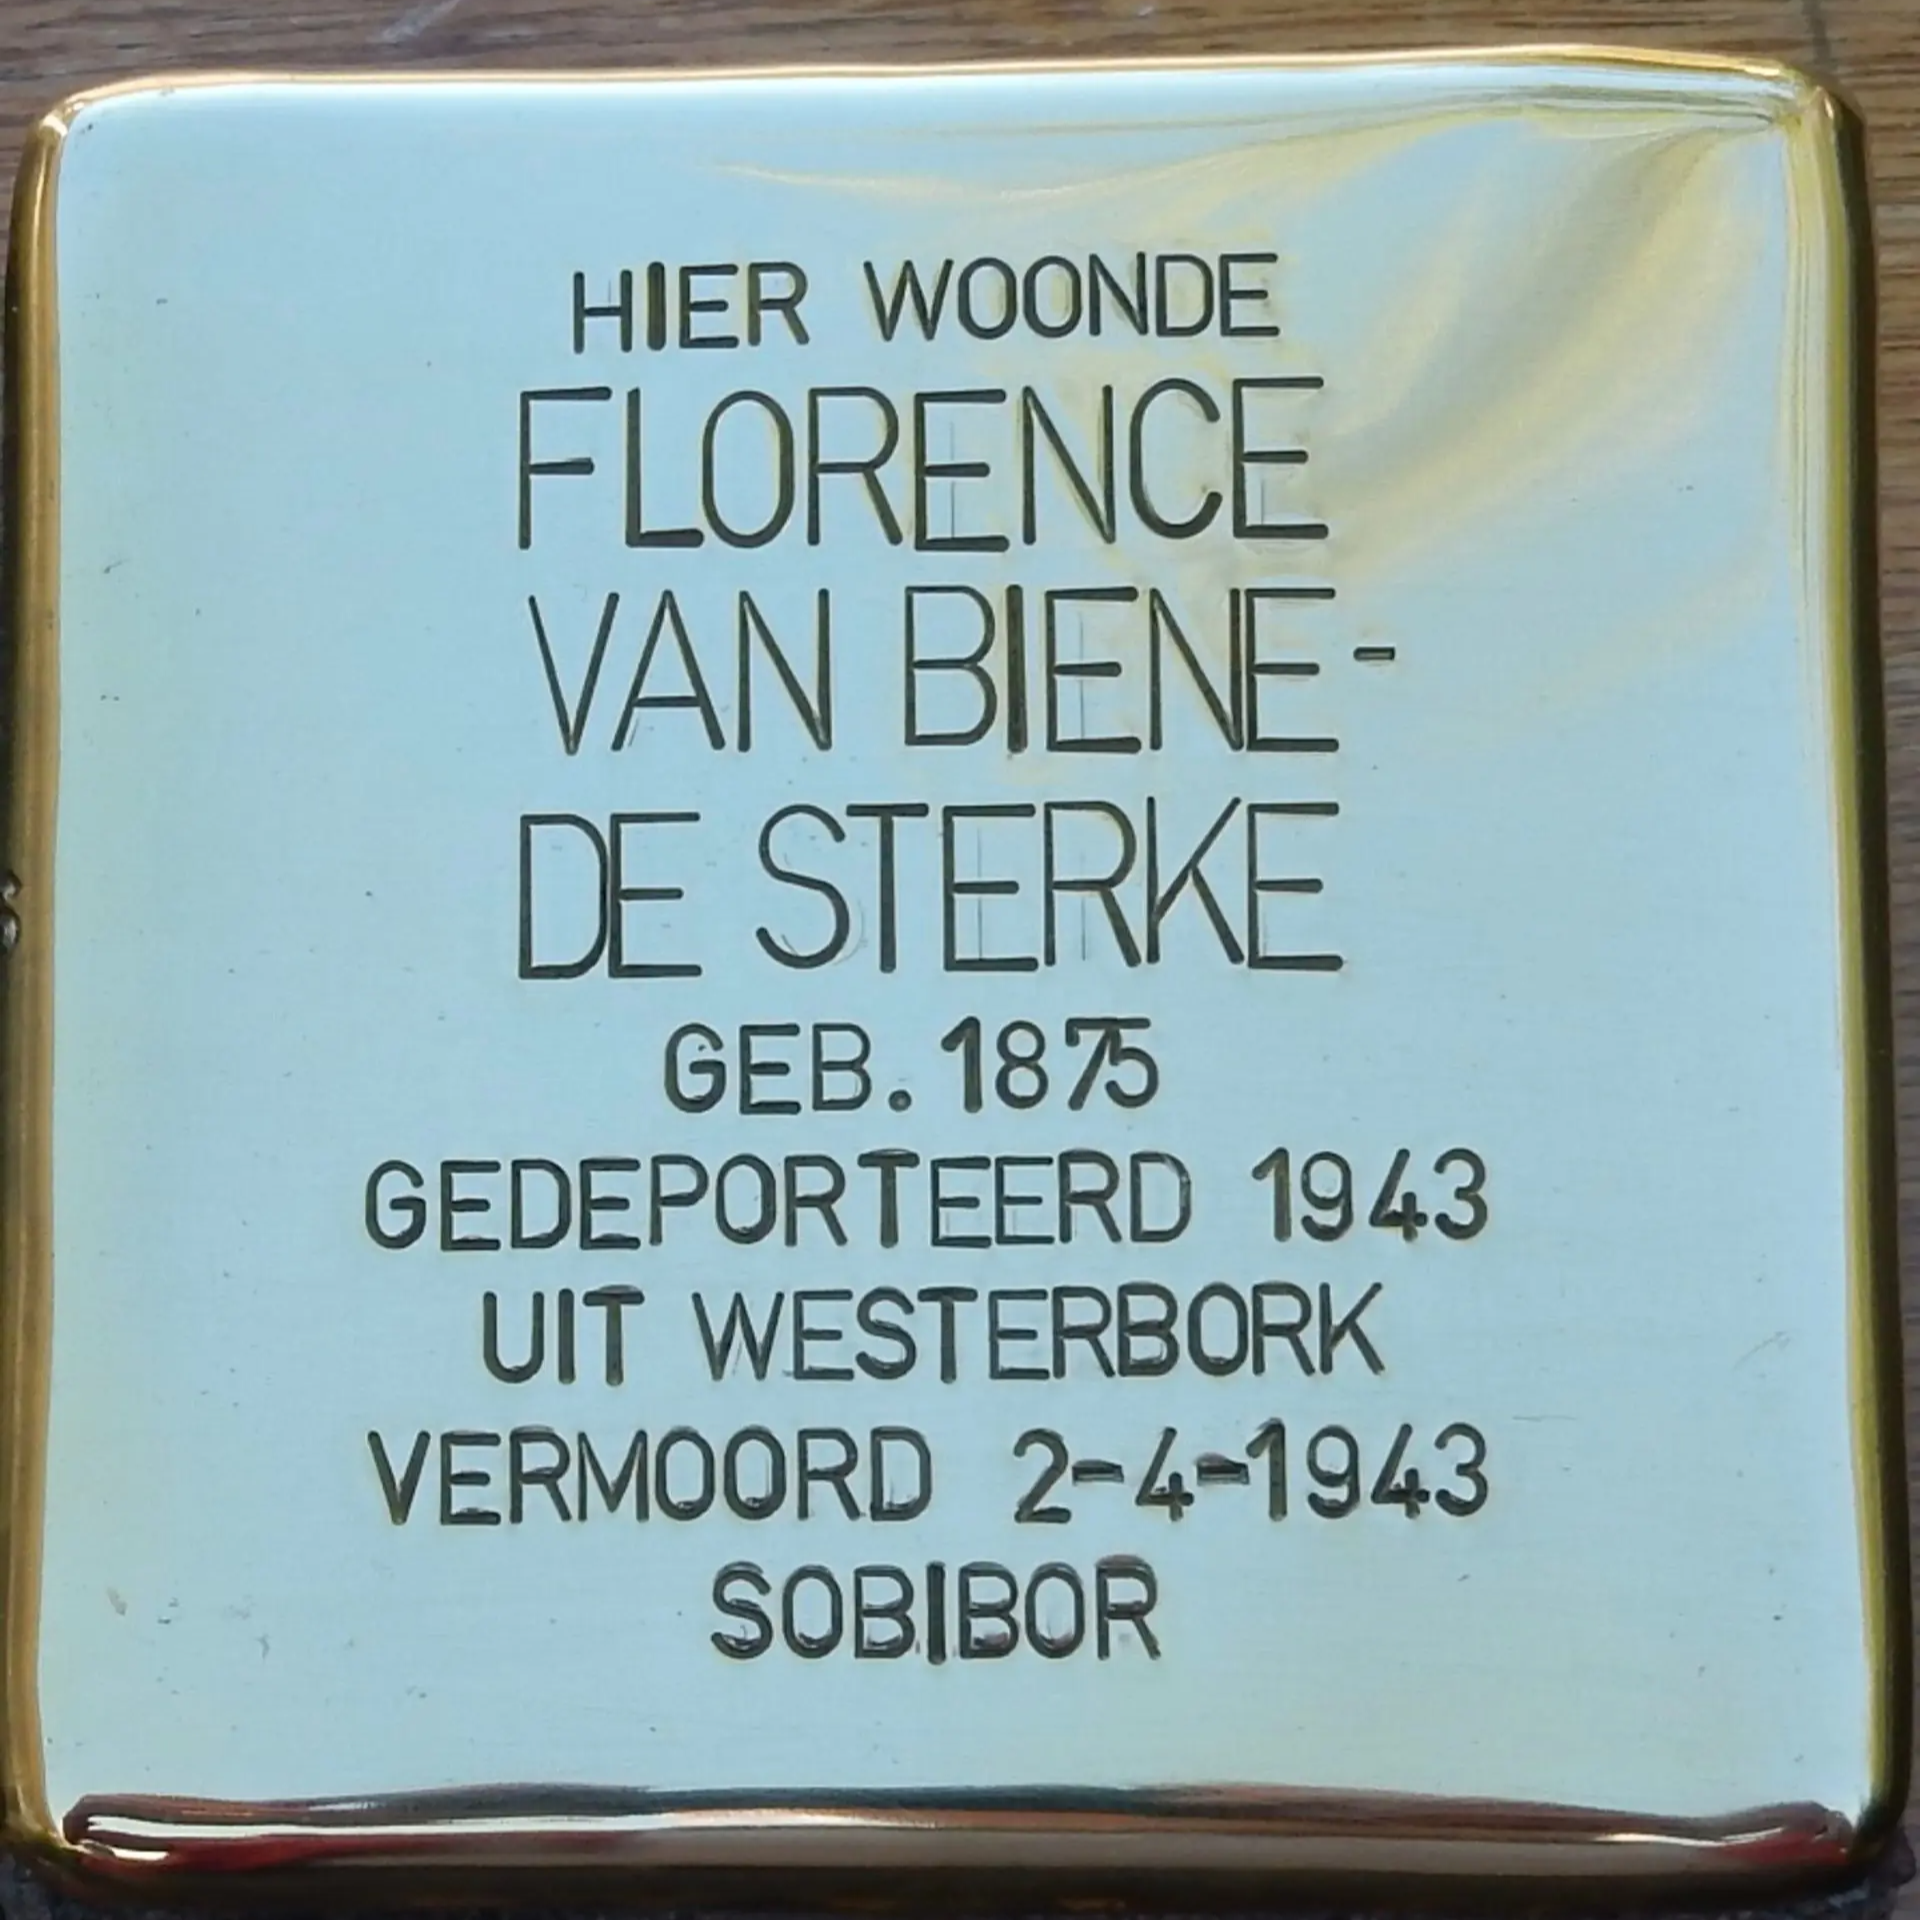 HIER WOONDE
FLORENCE
VAN BIENE-
DE STERKE
GEB. 1875
GEDEPORTEERD 1943
UIT WESTERBORK
VERMOORD 2-4-1943
SOBIBOR